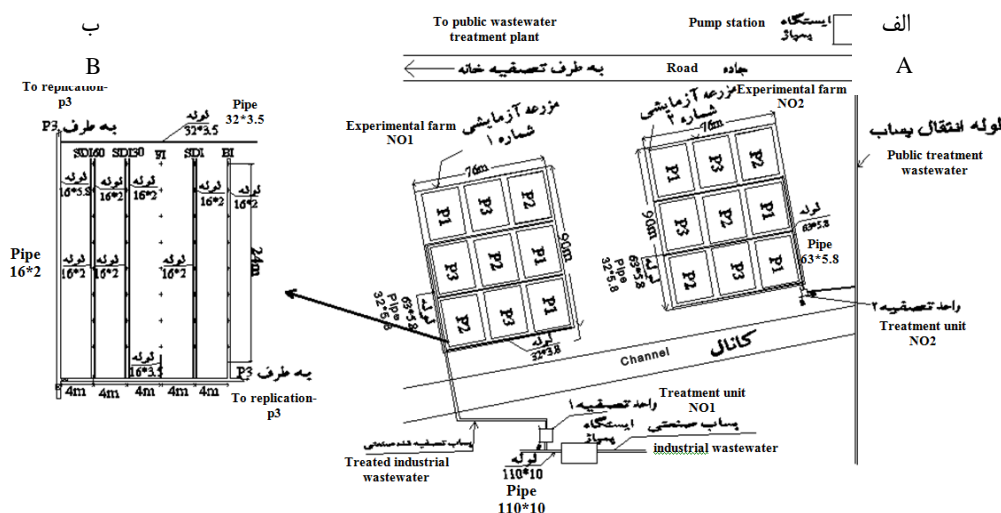 ب
B
To replication-
p3
به طرف P3
Pipe
32*3.5
لوله
32*3.5
SDI60
SDI30
FI
SDI
BI
لوله
16*5.8
لوله
16*2
لوله
16*2
لوله
16*2
لوله
16*2
Pipe
16*2
لوله
16*2
لوله
16*2
لوله
16*2
24m
لوله
16*3.5
P3 به طرف
4m
4m
4m
4m
4m
To replication-
p3
الف
A
To public wastewater
treatment plant
Pump station
ایستگاه
پمپاژ
به طرف تصفیه خانه
Road
جاده
Experimental farm
NO1
مزرعه آزمایشی
شماره ۱
76m
90m
P1
P3
P2
P3
P2
P1
P2
P3
P1
لوله
63*5.8
Pipe
32*5.8
لوله
32*3.8
Experimental farm
NO2
مزرعه آزمایشی
شماره ۲
76m
90m
P1
P3
P2
P3
P2
P1
P2
P3
P1
لوله
63*5.8
Pipe
32*5.8
لوله
63*5.8
Pipe
63*5.8
لوله انتقال پساب
Public treatment
wastewater
واحد تصفیه ۲
Treatment unit
NO2
Channel
کانال
Treatment unit
NO1
واحد تصفیه ۱
پساب صنعتی
ایستگاه
پمپاژ
industrial wastewater
پساب تصفیه شده صنعتی
Treated industrial
wastewater
لوله
110*10
Pipe
110*10